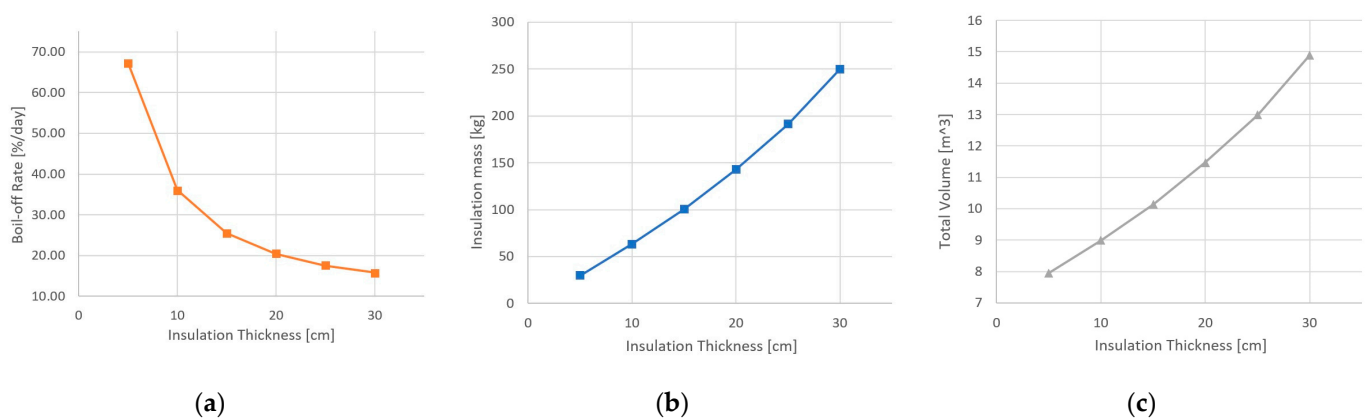 70.00
60.00
50.00
40.00
30.00
20.00
10.00
Boil-off Rate [%/day]
0 10 20 30
Insulation Thickness [cm]
(a)
300
250
200
150
100
50
0
Insulation mass [kg]
0 10 20 30
Insulation Thickness [cm]
(b)
16
15
14
13
12
11
10
9
8
7
Total Volume [m^3]
0 10 20 30
Insulation Thickness [cm]
(c)